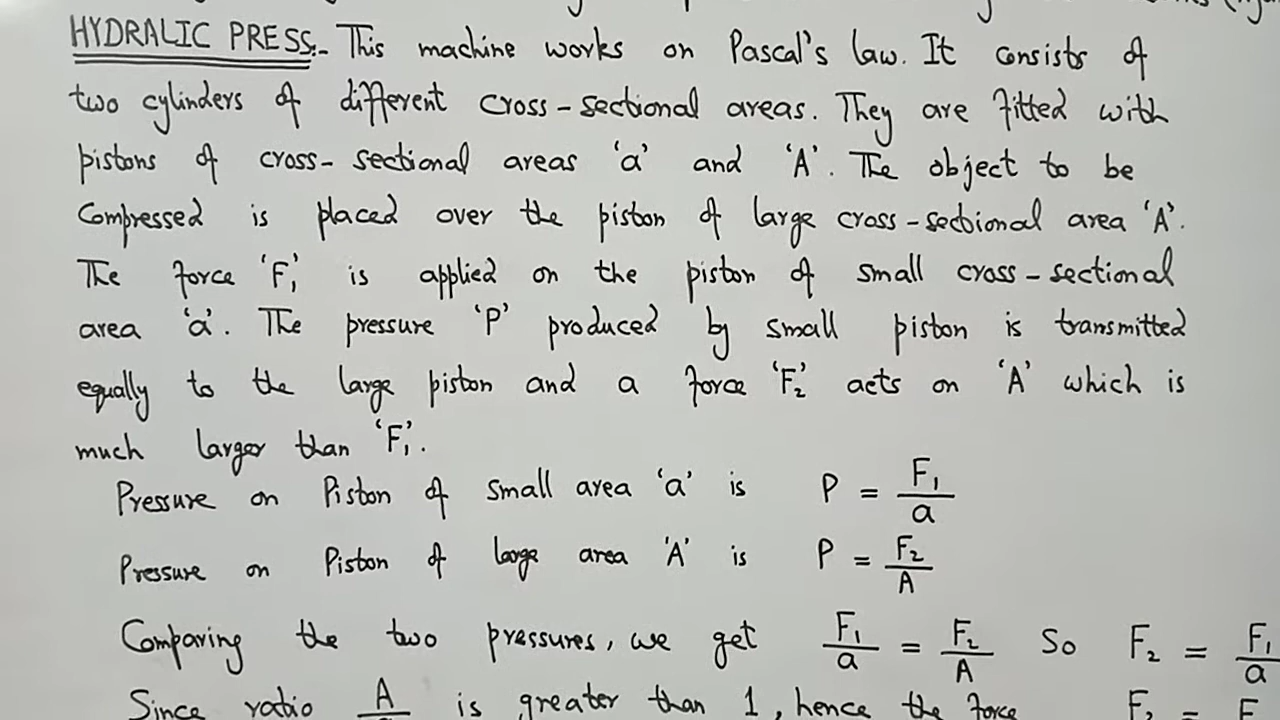 HYDRALIC PRESS:- This machine works on Pascal's law. It consists of
two cylinders of different cross-sectional areas. They are fitted with
pistons of cross-sectional areas 'a' and 'A'. The object to be
Compressed is placed over the piston of large cross-sectional area 'A'.
The force 'F₁' is applied on the piston of small cross-sectional
area 'a'. The pressure 'P' produced by small piston is transmitted
equally to the large piston and a force 'F₂' acts on 'A' which is
much larger than 'F₁'.
Pressure on Piston of small area 'a' is P = F₁/a
Pressure on Piston of large area 'A' is P = F₂/A
Comparing the two pressures, we get F₁/a = F₂/A So F₂ = F₁/a
Since ratio A is greater than 1, hence the force F₂ = F